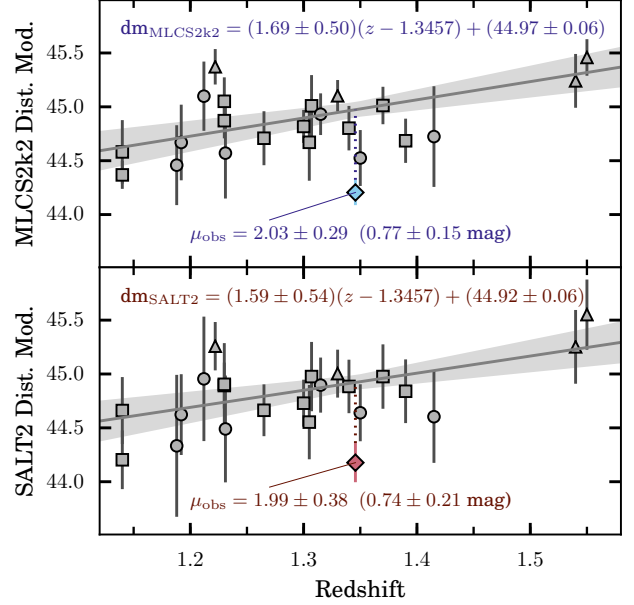 dm_MLCS2k2 = (1.69 ± 0.50)(z − 1.3457) + (44.97 ± 0.06)
45.5
45.0
44.5
44.0
MLCS2k2 Dist. Mod.
μ_obs = 2.03 ± 0.29 (0.77 ± 0.15 mag)
dm_SALT2 = (1.59 ± 0.54)(z − 1.3457) + (44.92 ± 0.06)
45.5
45.0
44.5
44.0
SALT2 Dist. Mod.
μ_obs = 1.99 ± 0.38 (0.74 ± 0.21 mag)
1.2 1.3 1.4 1.5
Redshift